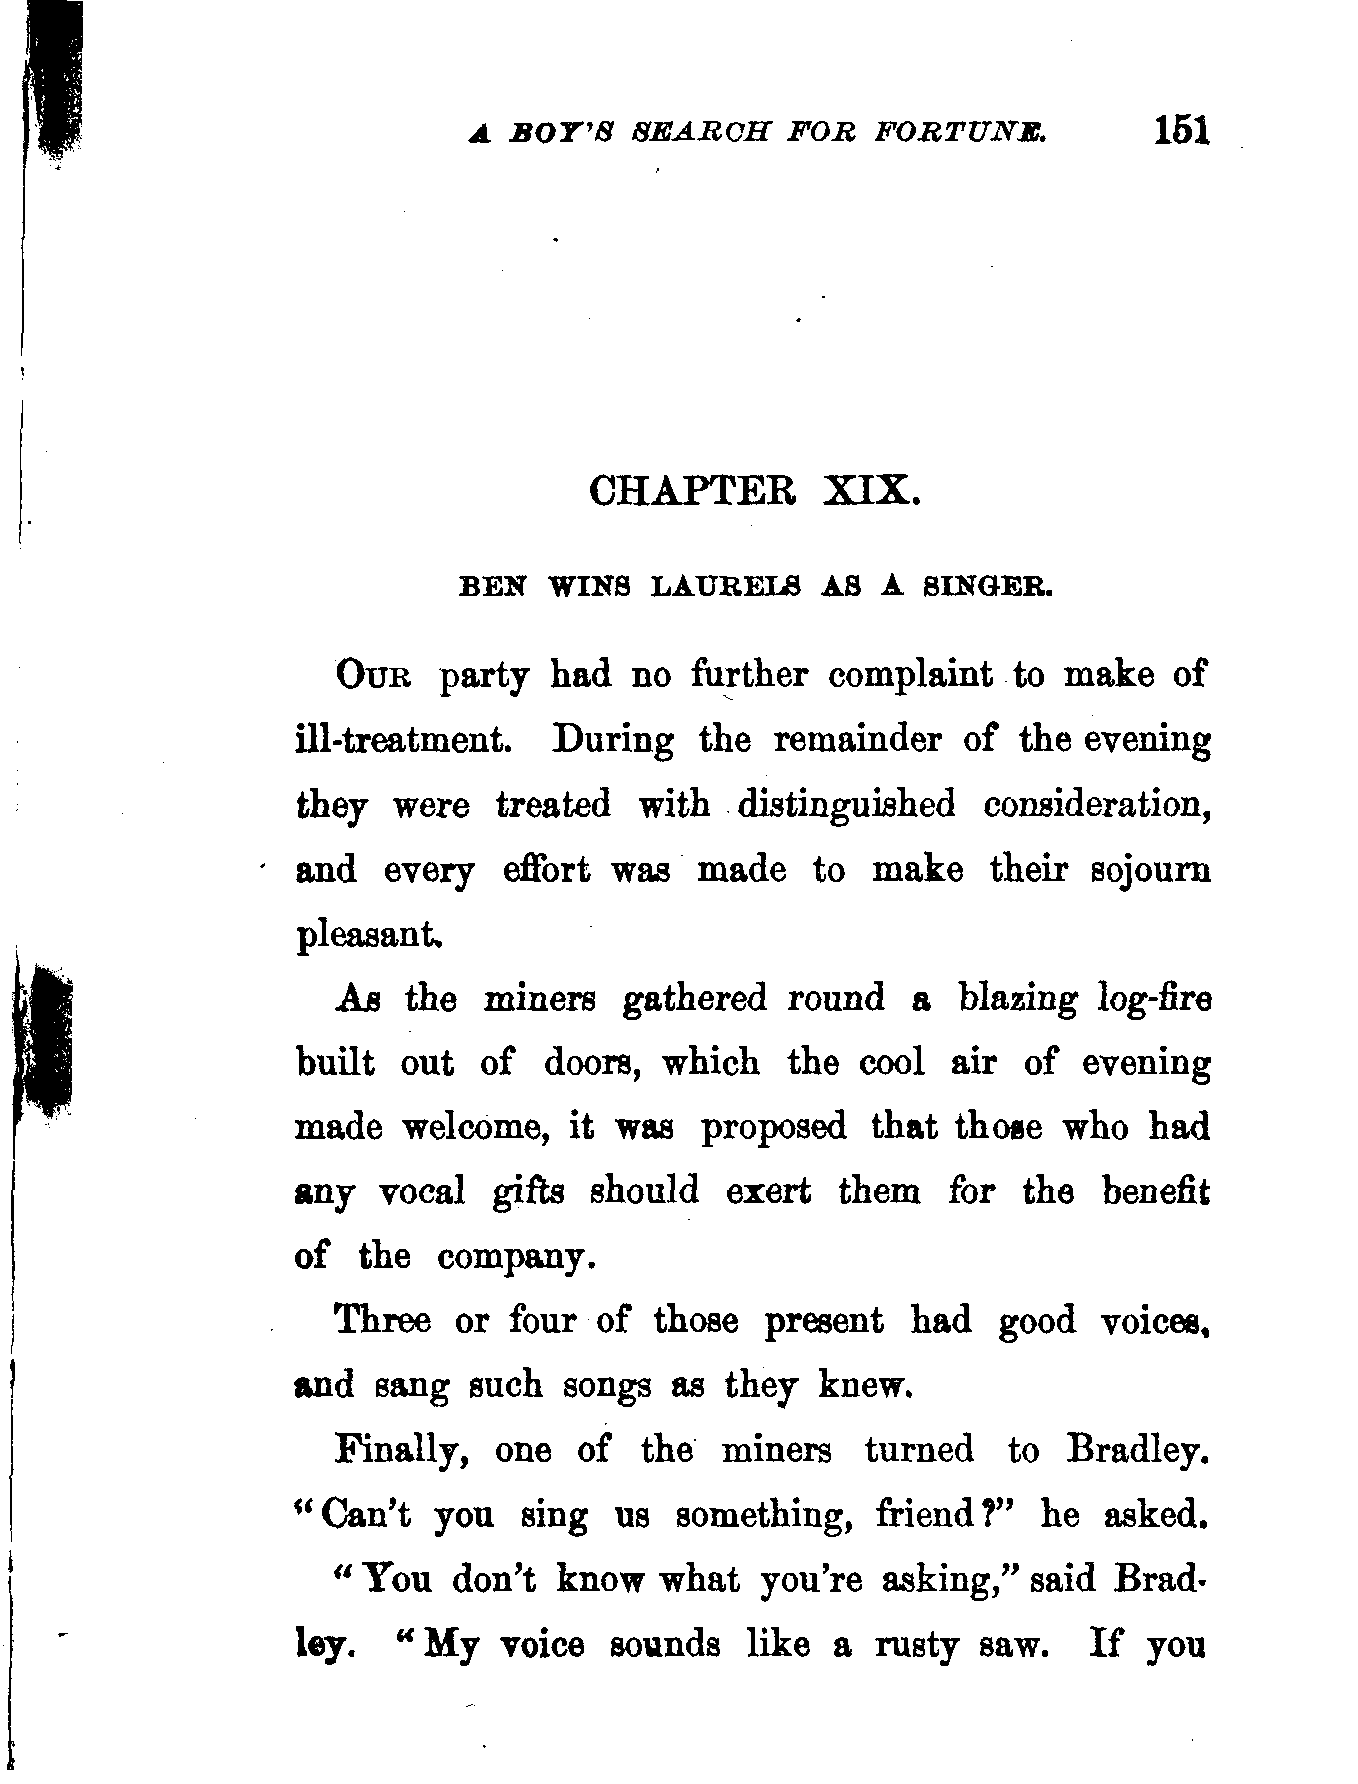 A BOY'S SEARCH FOR FORTUNE. 151
CHAPTER XIX.
BEN WINS LAURELS AS A SINGER.
OUR party had no further complaint to make of
ill-treatment. During the remainder of the evening
they were treated with distinguished consideration,
and every effort was made to make their sojourn
pleasant.
As the miners gathered round a blazing log-fire
built out of doors, which the cool air of evening
made welcome, it was proposed that those who had
any vocal gifts should exert them for the benefit
of the company.
Three or four of those present had good voices,
and sang such songs as they knew.
Finally, one of the miners turned to Bradley.
"Can't you sing us something, friend?" he asked.
"You don't know what you're asking," said Brad-
ley. "My voice sounds like a rusty saw. If you